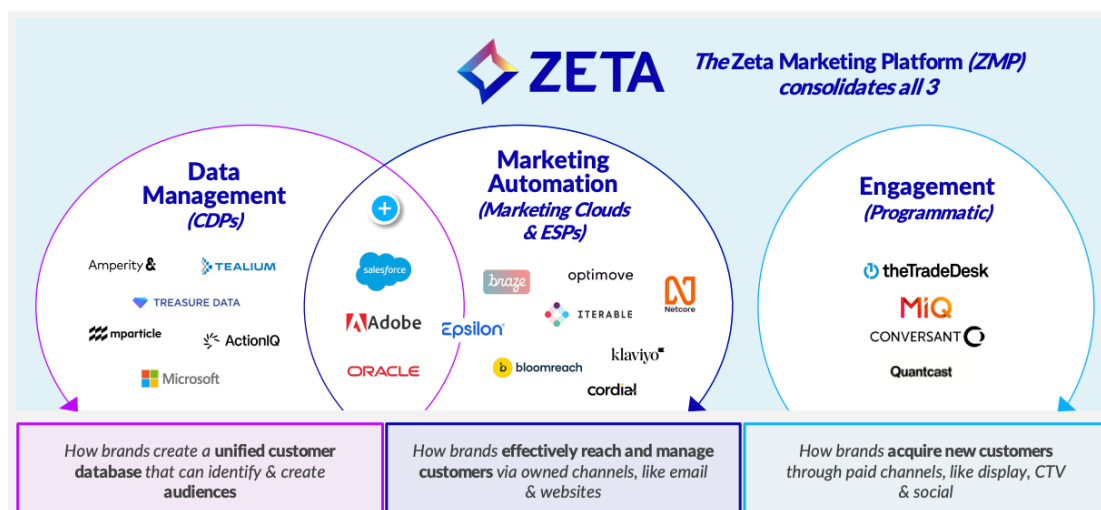 ZETA
The Zeta Marketing Platform (ZMP)
consolidates all 3
Data
Management
(CDPs)
Amperity &
TEALIUM
TREASURE DATA
mparticle
ActionIQ
Microsoft
+
salesforce
Adobe
ORACLE
Marketing
Automation
(Marketing Clouds
& ESPs)
braze
optimove
Netcore
ITERABLE
Epsilon
klaviyo
b bloomreach
cordial
Engagement
(Programmatic)
theTradeDesk
MiQ
CONVERSANT
Quantcast
How brands create a unified customer
database that can identify & create
audiences
How brands effectively reach and manage
customers via owned channels, like email
& websites
How brands acquire new customers
through paid channels, like display, CTV
& social